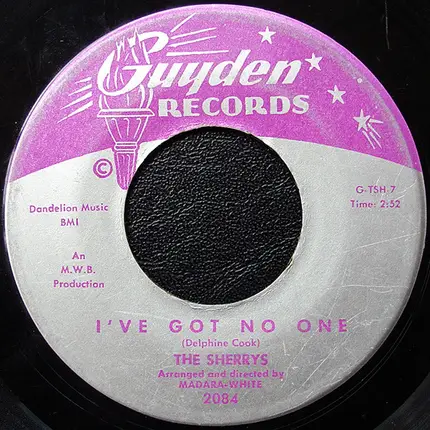 Guyden
RECORDS
©
Dandelion Music
BMI
G-TSH-7
Time: 2:52
An
M.W.B.
Production
I'VE GOT NO ONE
(Delphine Cook)
THE SHERRYS
Arranged and directed by
MADARA-WHITE
2084